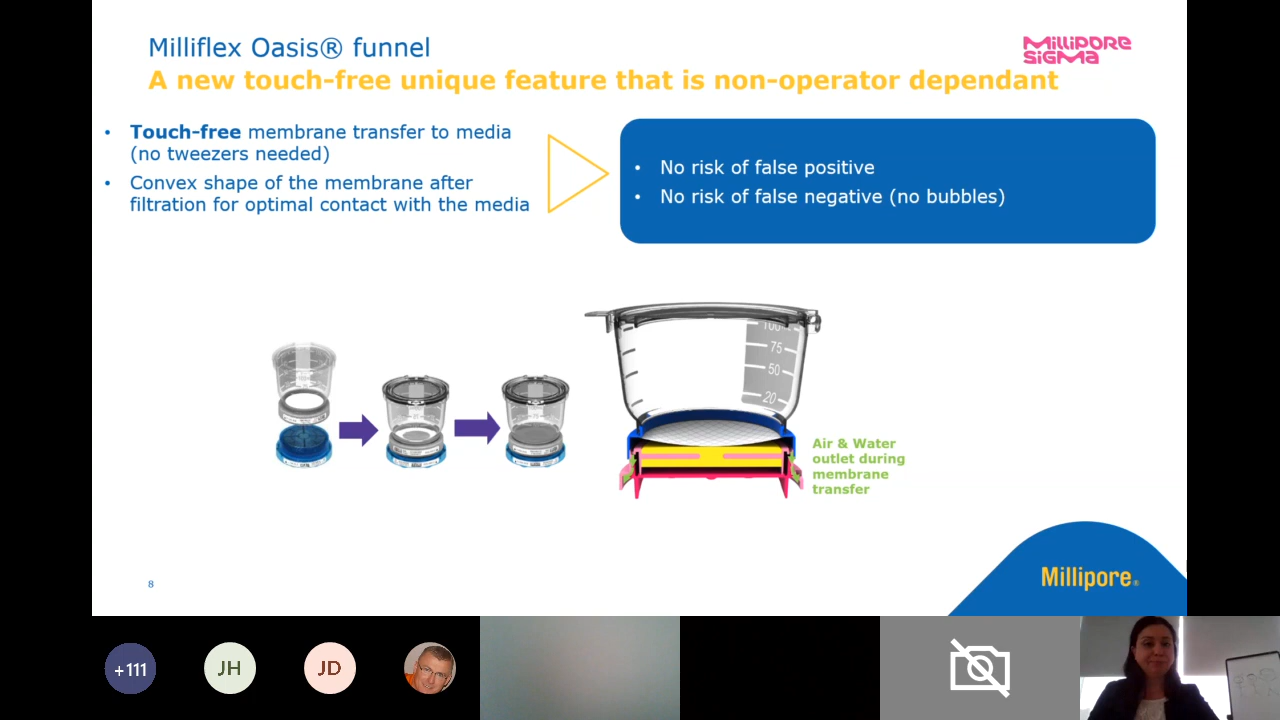 Milliflex Oasis® funnel
MilliPORE
SiGMa
A new touch-free unique feature that is non-operator dependant
• Touch-free membrane transfer to media
(no tweezers needed)
• Convex shape of the membrane after
filtration for optimal contact with the media
• No risk of false positive
• No risk of false negative (no bubbles)
100
75
50
20
Air & Water
outlet during
membrane
transfer
8
Millipore®
+111
JH
JD